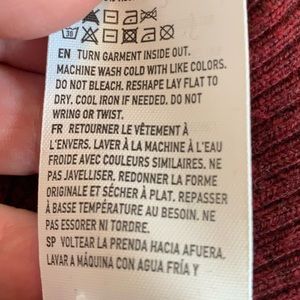 30
EN TURN GARMENT INSIDE OUT.
MACHINE WASH COLD WITH LIKE COLORS.
DO NOT BLEACH. RESHAPE LAY FLAT TO
DRY, COOL IRON IF NEEDED. DO NOT
WRING OR TWIST.
FR RETOURNER LE VÊTEMENT À
L'ENVERS. LAVER À LA MACHINE À L'EAU
FROIDE AVEC COULEURS SIMILAIRES. NE
PAS JAVELLISER. REDONNER LA FORME
ORIGINALE ET SÉCHER À PLAT. REPASSER
À BASSE TEMPÉRATURE AU BESOIN. NE
PAS ESSORER NI TORDRE.
SP VOLTEAR LA PRENDA HACIA AFUERA.
LAVAR A MÁQUINA CON AGUA FRÍA Y